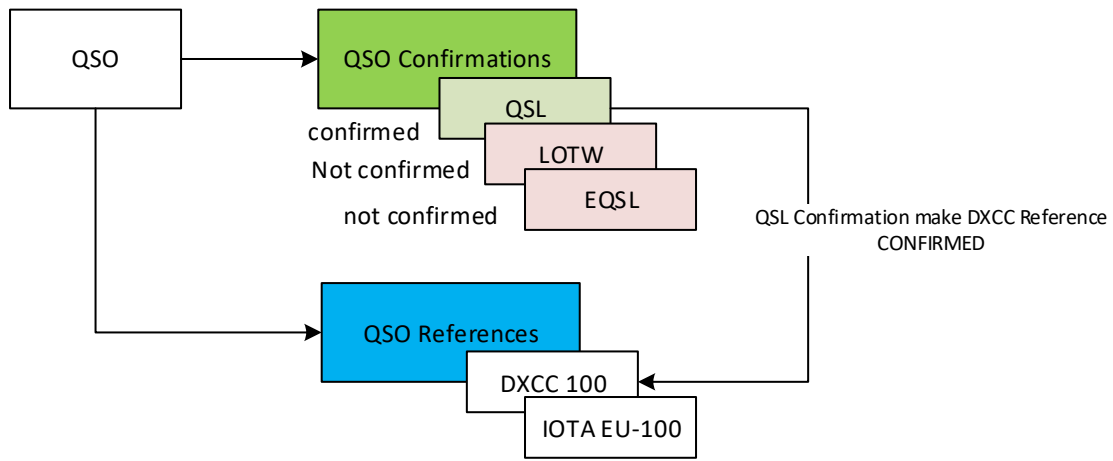 QSO
QSO Confirmations
QSL
confirmed
LOTW
Not confirmed
EQSL
not confirmed
QSL Confirmation make DXCC Reference
CONFIRMED
QSO References
DXCC 100
IOTA EU-100